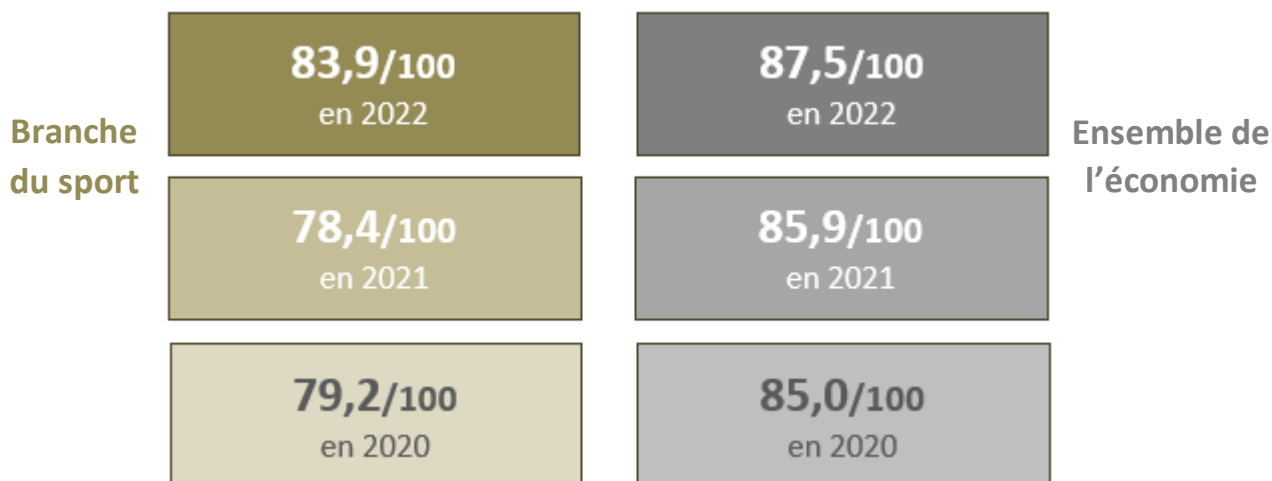 83,9/100
en 2022
87,5/100
en 2022
Branche
du sport
Ensemble de
l’économie
78,4/100
en 2021
85,9/100
en 2021
79,2/100
en 2020
85,0/100
en 2020